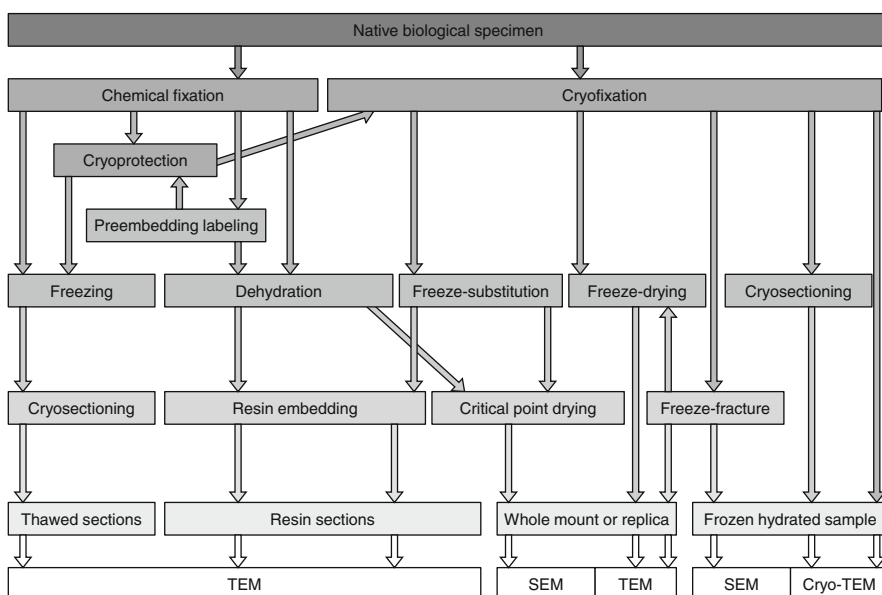 Native biological specimen
Chemical fixation
Cryofixation
Cryoprotection
Preembedding labeling
Freezing
Dehydration
Freeze-substitution
Freeze-drying
Cryosectioning
Cryosectioning
Resin embedding
Critical point drying
Freeze-fracture
Thawed sections
Resin sections
Whole mount or replica
Frozen hydrated sample
TEM
SEM
TEM
SEM
Cryo-TEM